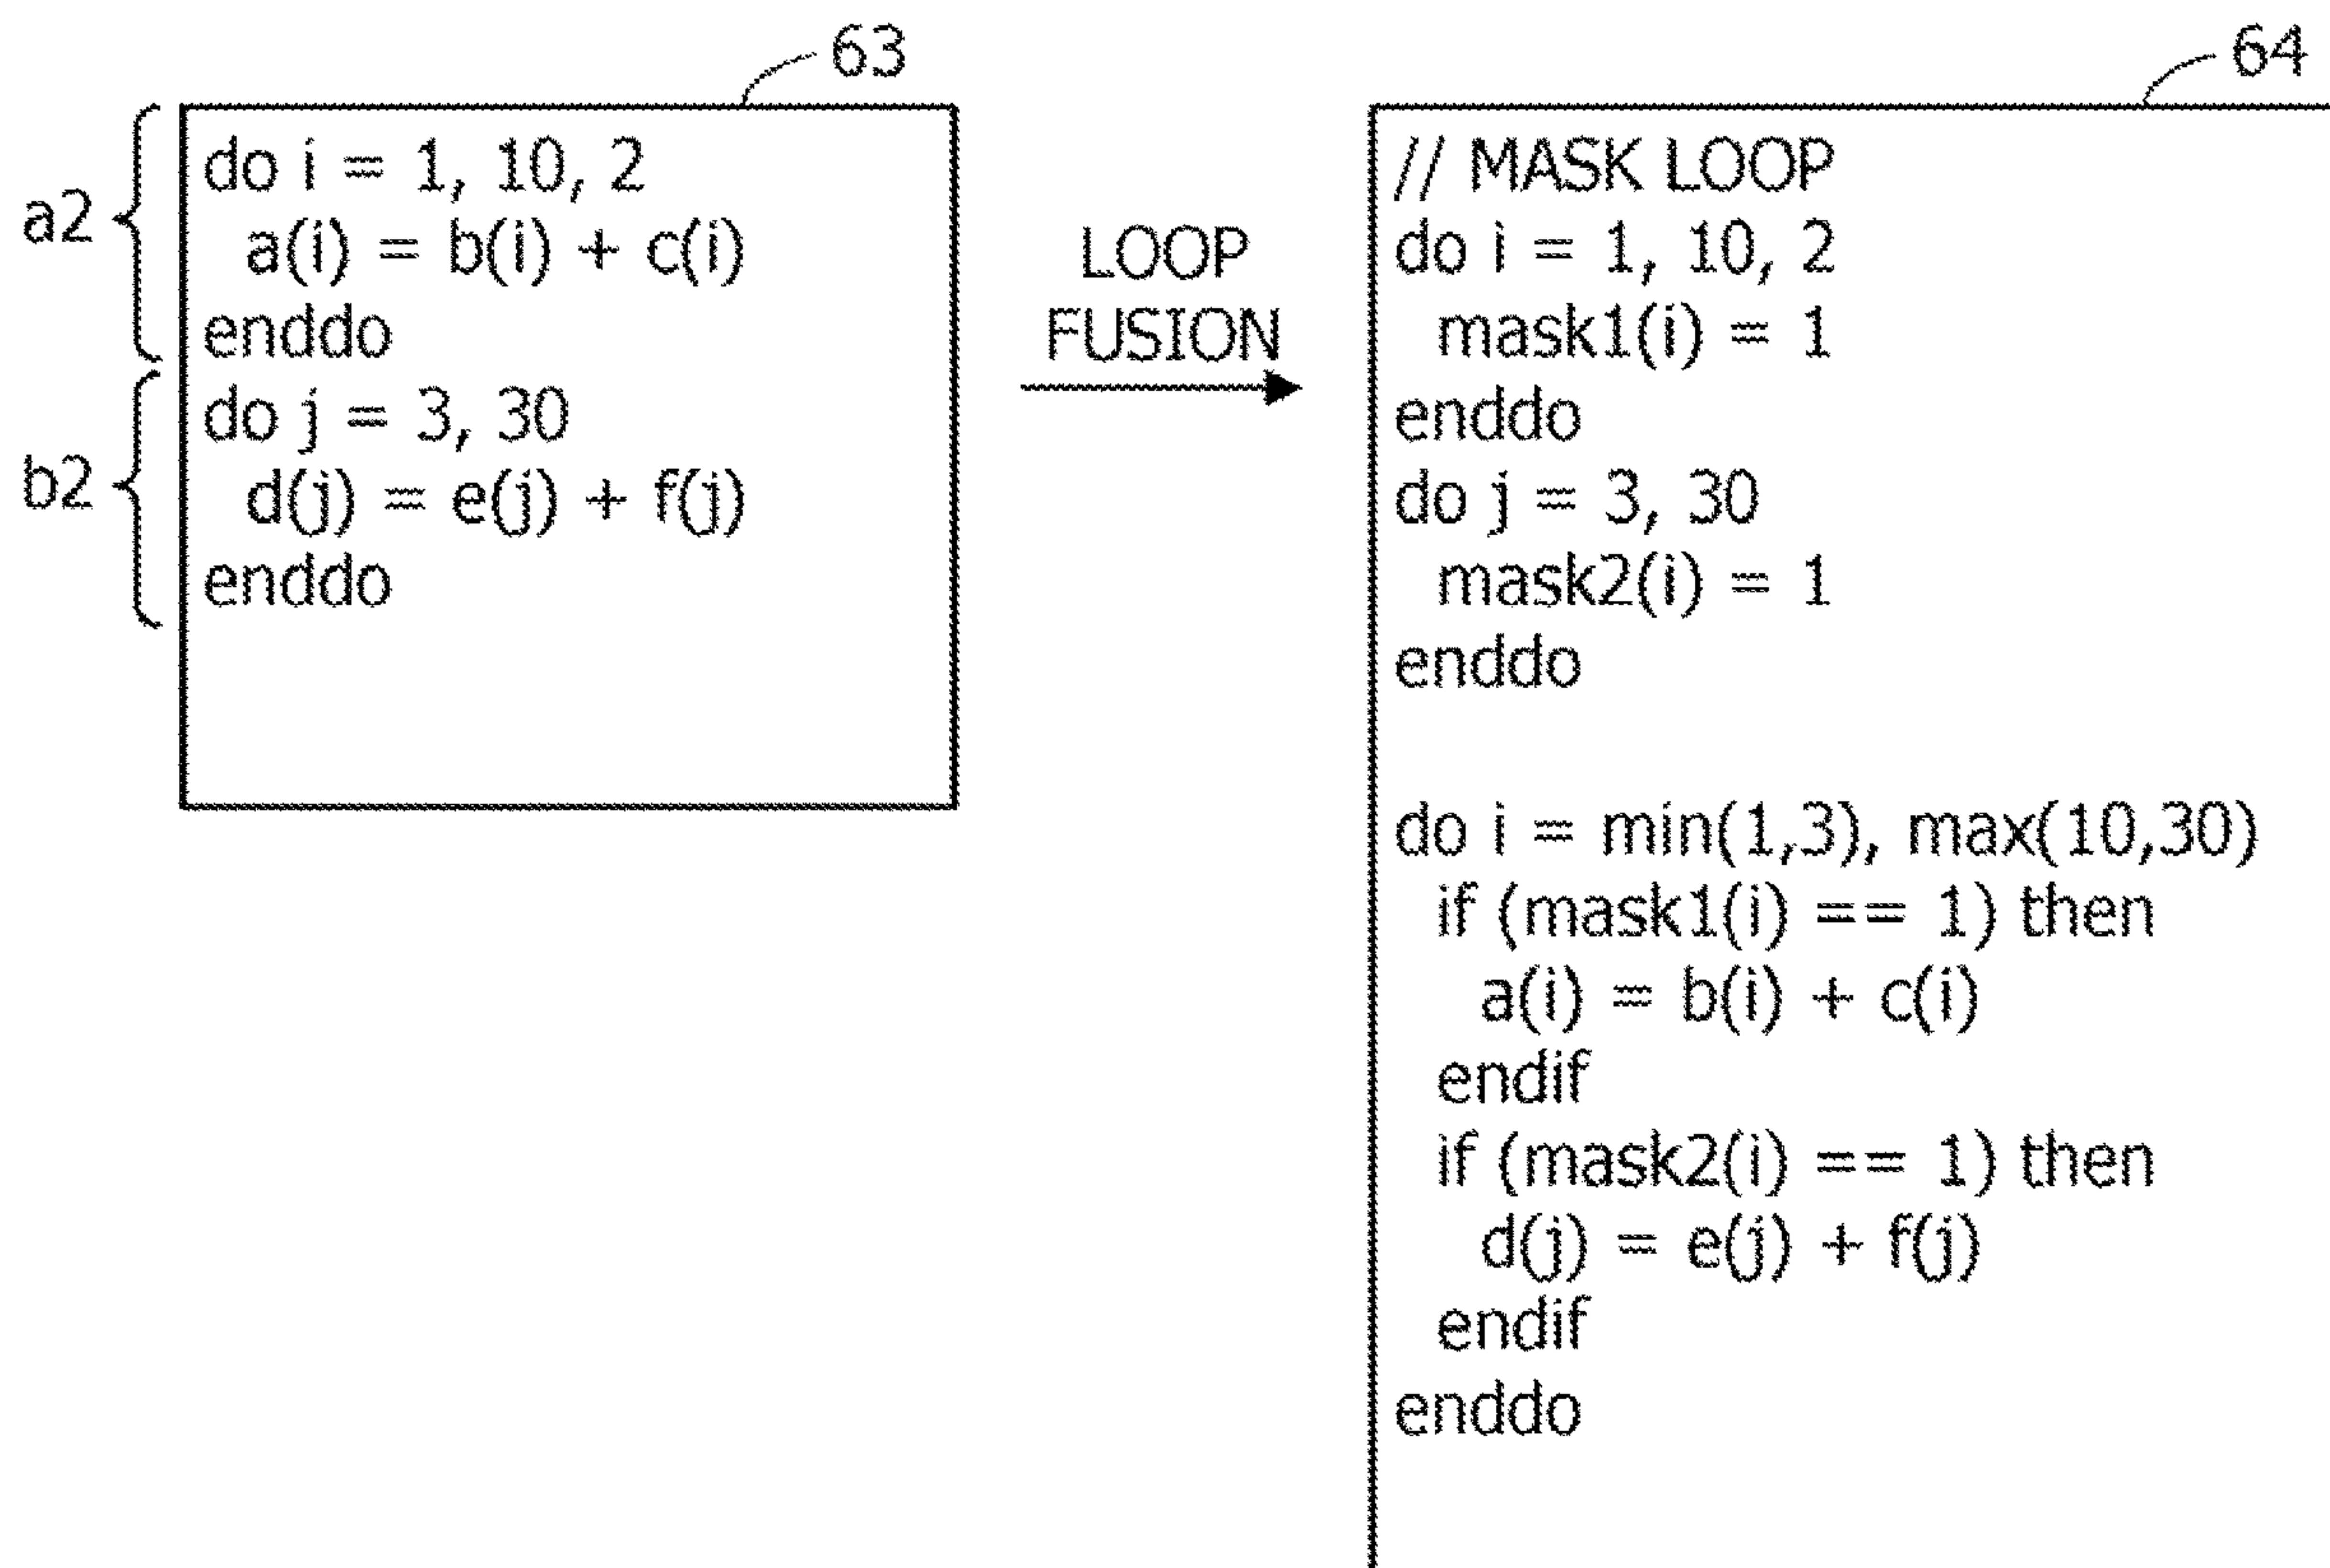 63
a2
do i = 1, 10, 2
a(i) = b(i) + c(i)
enddo
b2
do j = 3, 30
d(j) = e(j) + f(j)
enddo
LOOP
FUSION
64
// MASK LOOP
do i = 1, 10, 2
mask1(i) = 1
enddo
do j = 3, 30
mask2(i) = 1
enddo
do i = min(1,3), max(10,30)
if (mask1(i) == 1) then
a(i) = b(i) + c(i)
endif
if (mask2(i) == 1) then
d(j) = e(j) + f(j)
endif
enddo